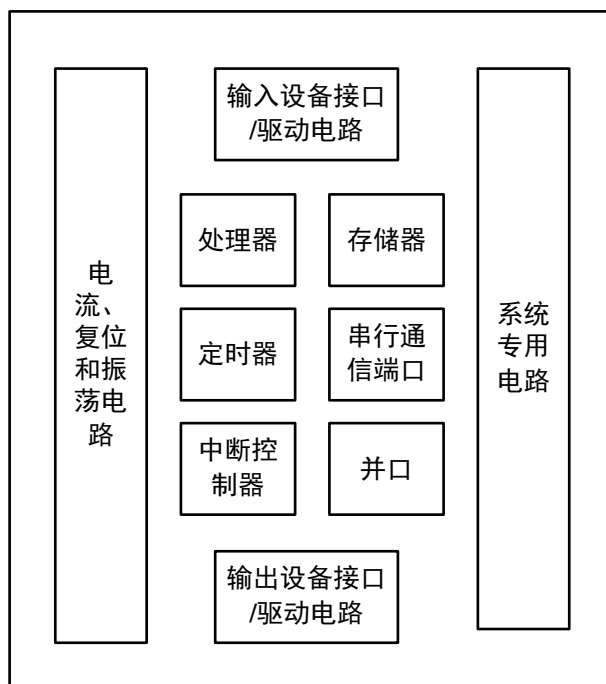 输入设备接口
/驱动电路
处理器
存储器
电
流、
复位
和振
荡电
路
定时器
串行通
信端口
系统
专用
电路
中断控
制器
并口
输出设备接口
/驱动电路